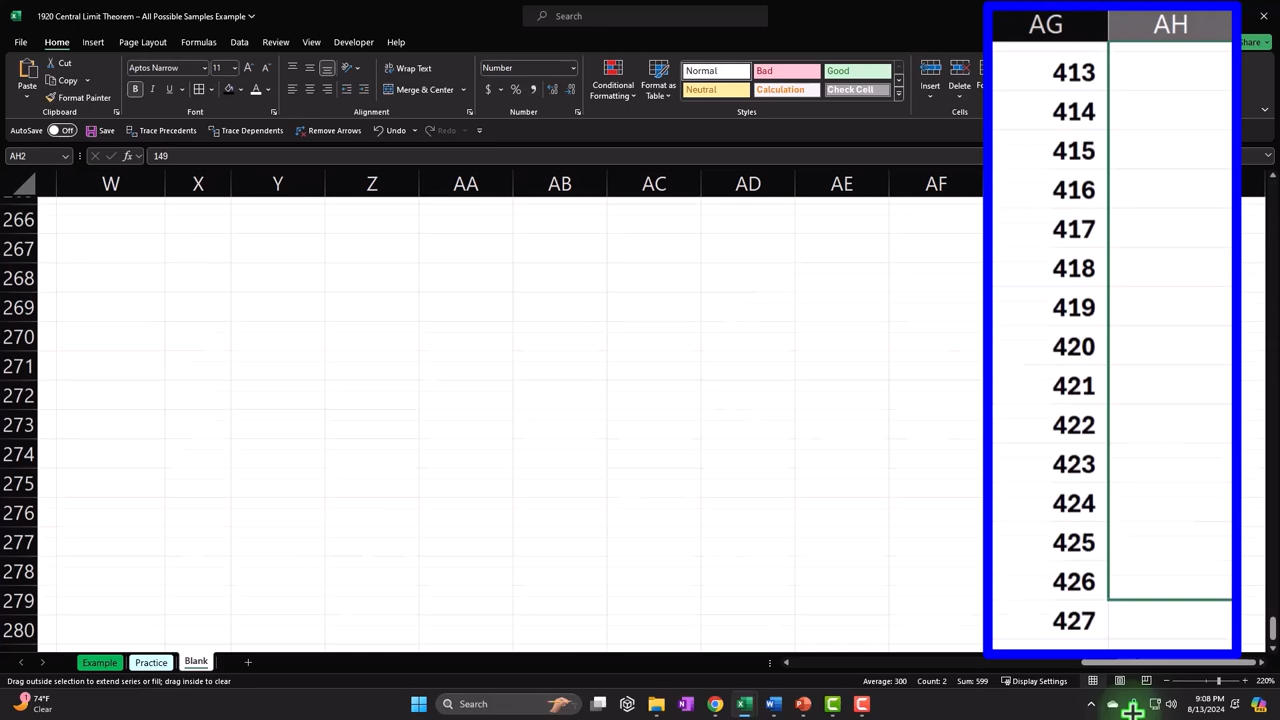 1920 Central Limit Theorem – All Possible Samples Example
Search
File Home Insert Page Layout Formulas Data Review View Developer Help
Share
Paste
Cut
Copy
Format Painter
Clipboard
Aptos Narrow 11
Font
Wrap Text
Merge & Center
Alignment
Number
Number
Conditional Formatting
Format as Table
Normal Bad Good
Neutral Calculation Check Cell
Styles
Insert Delete
Cells
AutoSave Off Save Trace Precedents Trace Dependents Remove Arrows Undo Redo
AH2 fx 149
W X Y Z AA AB AC AD AE AF
AG AH
266
267
268
269
270
271
272
273
274
275
276
277
278
279
280
413
414
415
416
417
418
419
420
421
422
423
424
425
426
427
Example Practice Blank
Drag outside selection to extend series or fill; drag inside to clear
Average: 300 Count: 2 Sum: 599 Display Settings 220%
74°F
Clear
Search
9:08 PM
8/13/2024